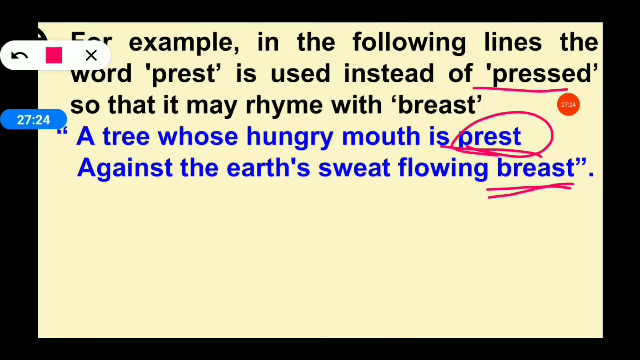 For example, in the following lines the
word 'prest' is used instead of 'pressed'
so that it may rhyme with ‘breast’
27:24
27:24
“ A tree whose hungry mouth is prest
Against the earth's sweat flowing breast”.